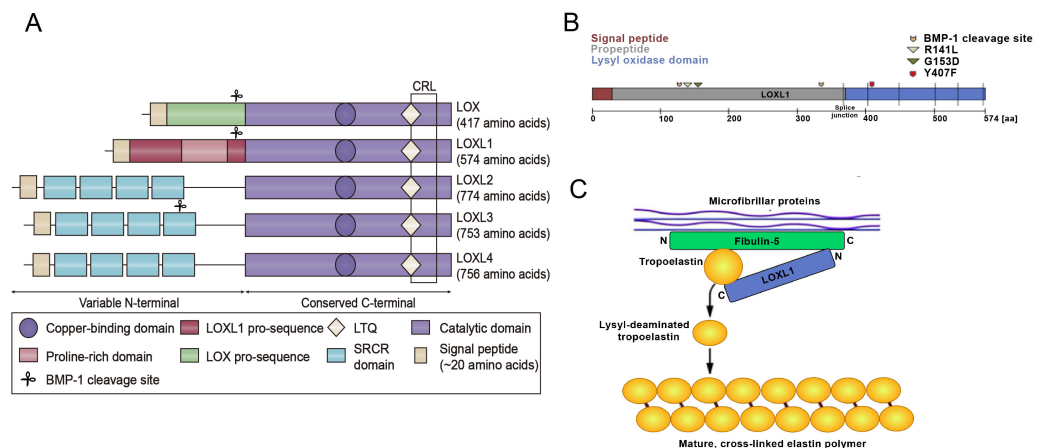 A
CRL
LOX
(417 amino acids)
LOXL1
(574 amino acids)
LOXL2
(774 amino acids)
LOXL3
(753 amino acids)
LOXL4
(756 amino acids)
Variable N-terminal
Conserved C-terminal
Copper-binding domain
LOXL1 pro-sequence
LTQ
Catalytic domain
Proline-rich domain
LOX pro-sequence
SRCR
domain
Signal peptide
(~20 amino acids)
BMP-1 cleavage site
B
Signal peptide
Propeptide
Lysyl oxidase domain
BMP-1 cleavage site
R141L
G153D
Y407F
LOXL1
Splice
junction
0
100
200
300
400
500
574 [aa]
C
Microfibrillar proteins
N
Fibulin-5
C
Tropoelastin
N
LOXL1
C
Lysyl-deaminated
tropoelastin
Mature, cross-linked elastin polymer